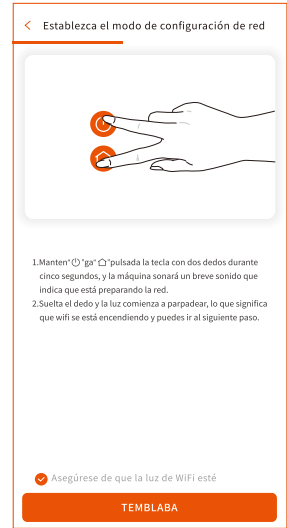 Establezca el modo de configuración de red
1.Manten"⏻"ga"⌂"pulsada la tecla con dos dedos durante
cinco segundos, y la máquina sonará un breve sonido que
indica que está preparando la red.
2.Suelta el dedo y la luz comienza a parpadear, lo que significa
que wifi se está encendiendo y puedes ir al siguiente paso.
Asegúrese de que la luz de WiFi esté
TEMBLABA